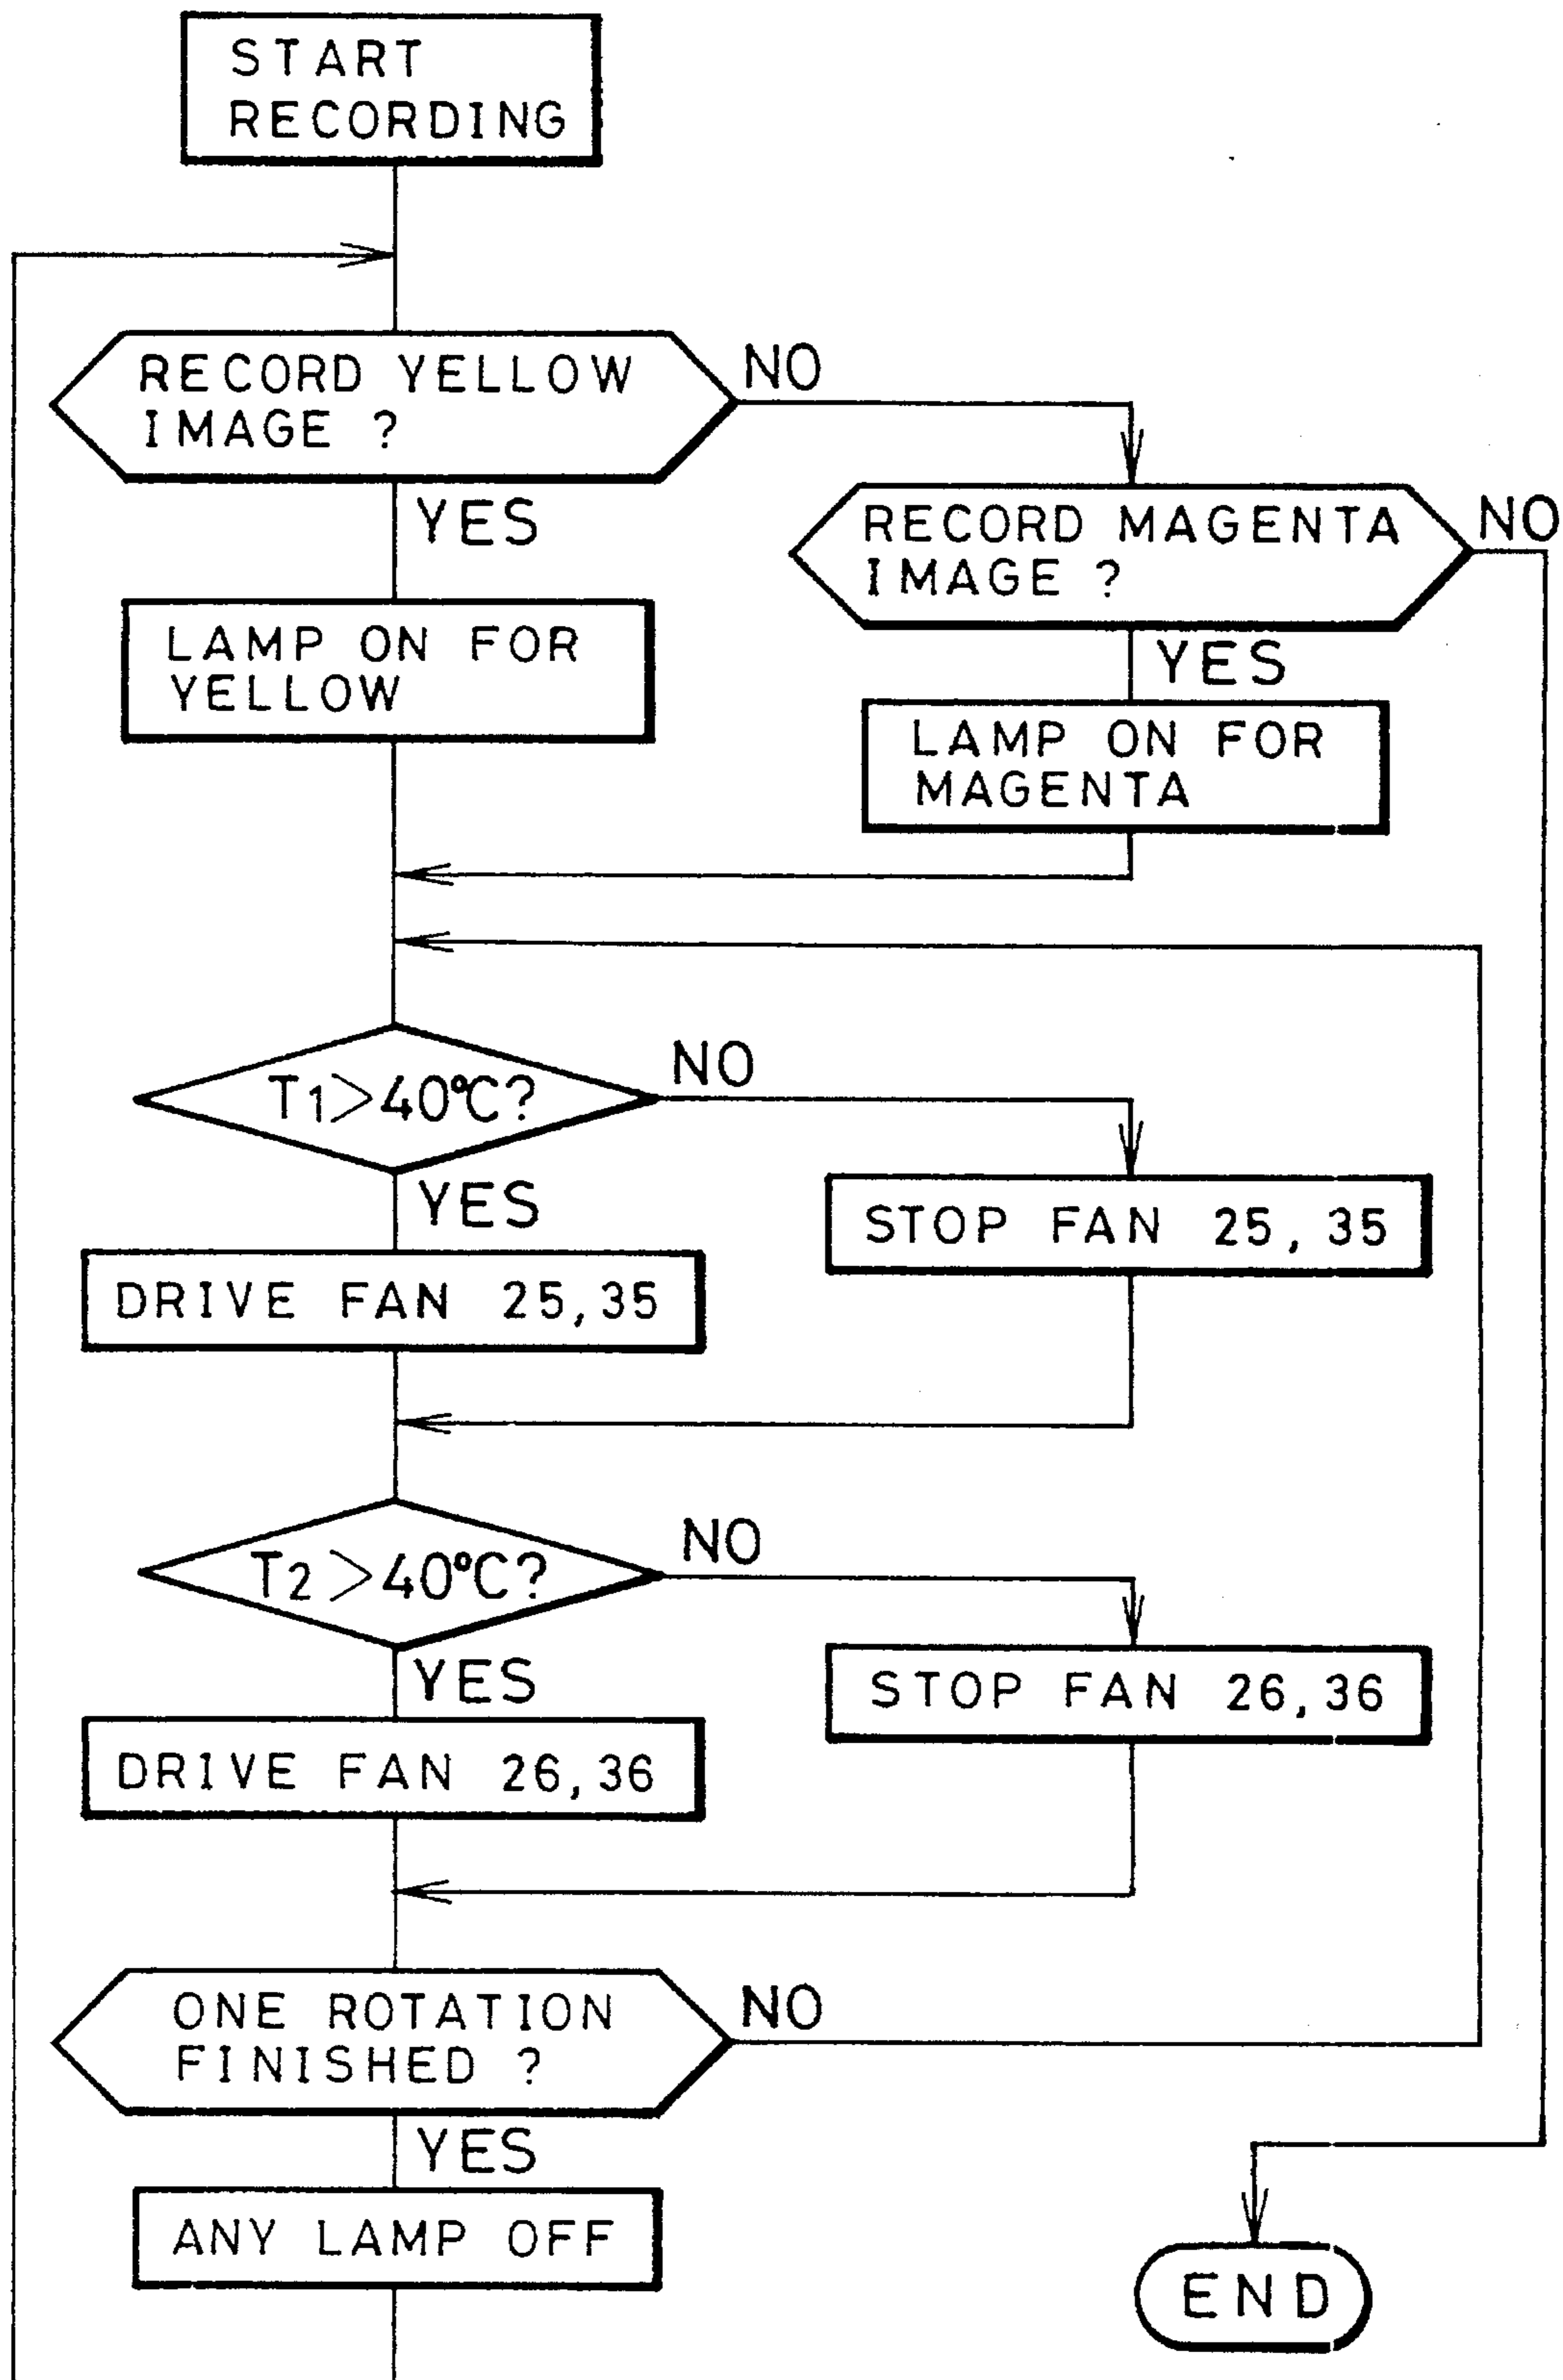 START
RECORDING
RECORD YELLOW
IMAGE ?
NO
YES
RECORD MAGENTA
IMAGE ?
NO
YES
LAMP ON FOR
YELLOW
LAMP ON FOR
MAGENTA
T1>40°C?
NO
YES
STOP FAN 25, 35
DRIVE FAN 25,35
T2>40°C?
NO
YES
STOP FAN 26,36
DRIVE FAN 26,36
ONE ROTATION
FINISHED ?
NO
YES
ANY LAMP OFF
END